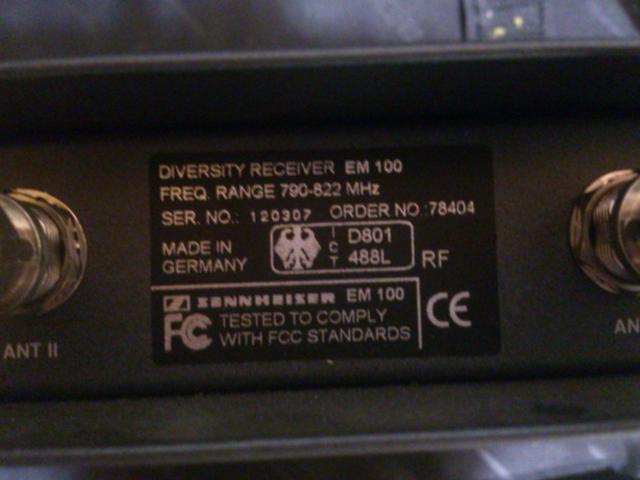 DIVERSITY RECEIVER EM 100
FREQ. RANGE 790-822 MHz
SER. NO.: 120307 ORDER NO.:78404
MADE IN
GERMANY
I
C
T
D801
488L
RF
SENNHEISER EM 100
FC TESTED TO COMPLY
WITH FCC STANDARDS
CE
ANT II
AN